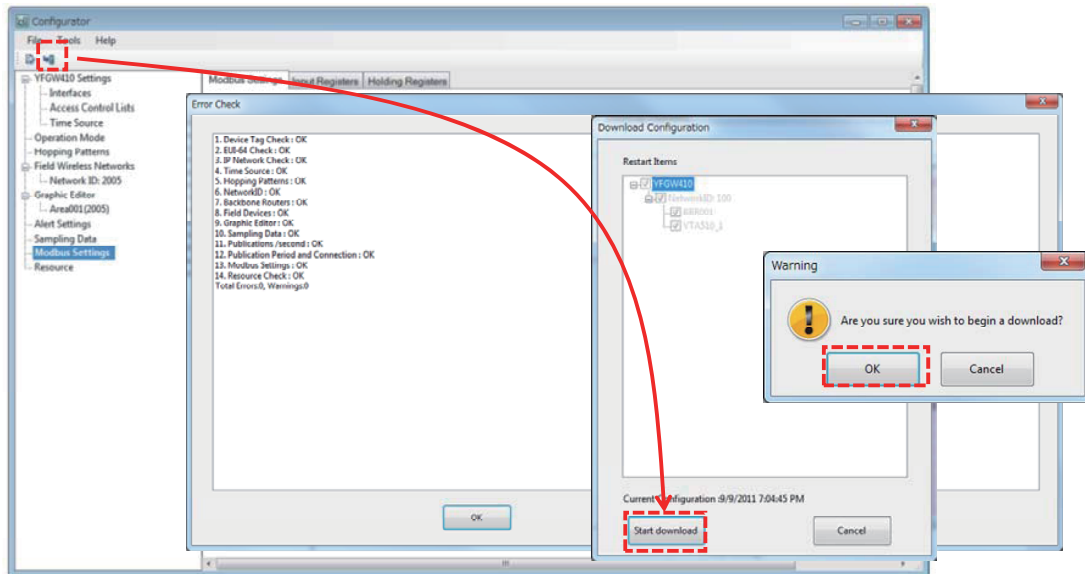 Configurator
File Tools Help
YFGW410 Settings
Interfaces
Access Control Lists
Time Source
Operation Mode
Hopping Patterns
Field Wireless Networks
Network ID: 2005
Graphic Editor
Area001(2005)
Alert Settings
Sampling Data
Modbus Settings
Resource
Modbus Settings Input Registers Holding Registers
Error Check
1. Device Tag Check : OK
2. EUI-64 Check : OK
3. IP Network Check : OK
4. Time Source : OK
5. Hopping Patterns : OK
6. NetworkID : OK
7. Backbone Routers : OK
8. Field Devices : OK
9. Graphic Editor : OK
10. Sampling Data : OK
11. Publications /second : OK
12. Publication Period and Connection : OK
13. Modbus Settings : OK
14. Resource Check : OK
Total Errors:0, Warnings:0
OK
Download Configuration
Restart Items
YFGW410
NetworkID: 100
BBR001
VTA510_1
Current Configuration :9/9/2011 7:04:45 PM
Start download
Cancel
Warning
Are you sure you wish to begin a download?
OK
Cancel